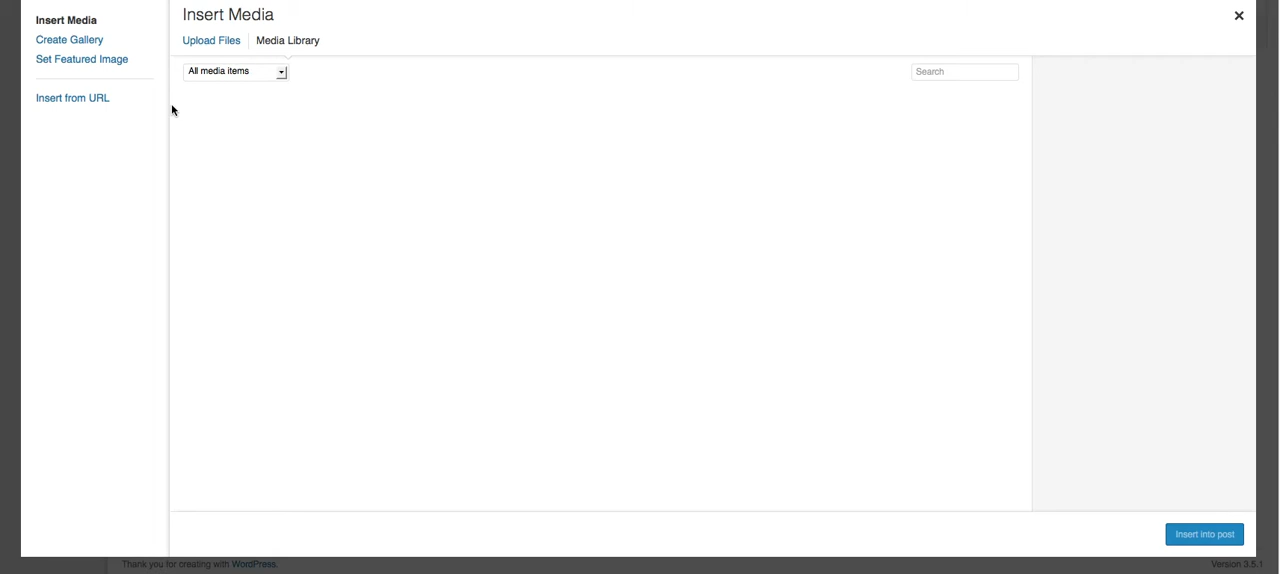 Insert Media
Create Gallery
Set Featured Image
Insert from URL
Insert Media
Upload Files Media Library
All media items Search
Insert into post
Thank you for creating with WordPress. Version 3.5.1